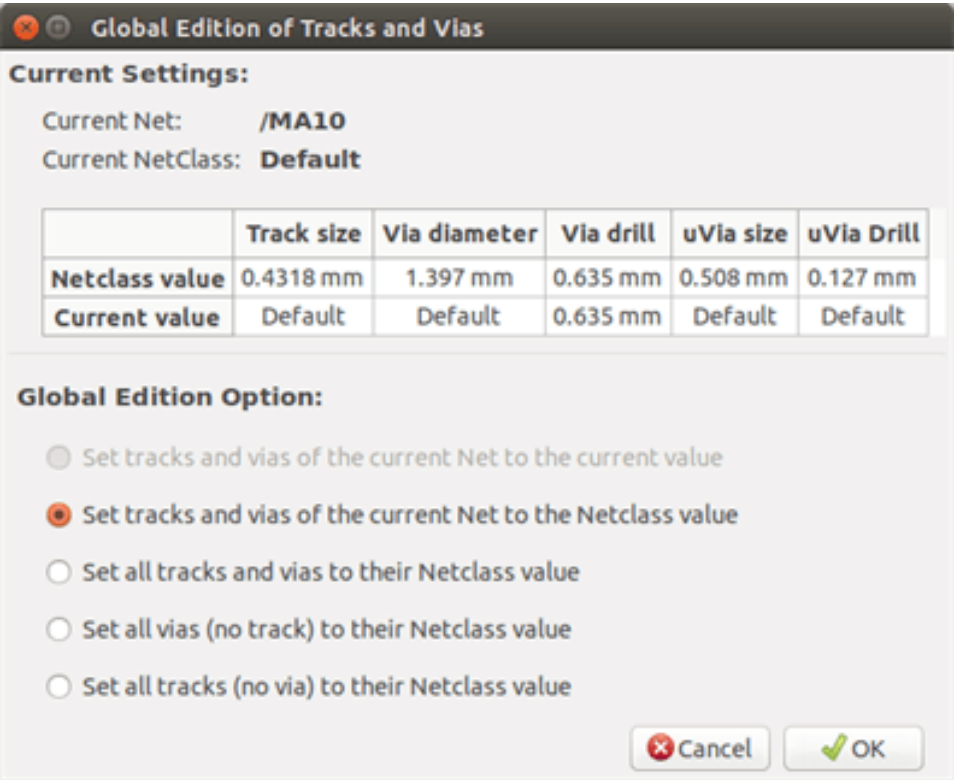 Global Edition of Tracks and Vias
Current Settings:
Current Net: /MA10
Current NetClass: Default
Track size Via diameter Via drill uVia size uVia Drill
Netclass value 0.4318 mm 1.397 mm 0.635 mm 0.508 mm 0.127 mm
Current value Default Default 0.635 mm Default Default
Global Edition Option:
Set tracks and vias of the current Net to the current value
Set tracks and vias of the current Net to the Netclass value
Set all tracks and vias to their Netclass value
Set all vias (no track) to their Netclass value
Set all tracks (no via) to their Netclass value
Cancel OK